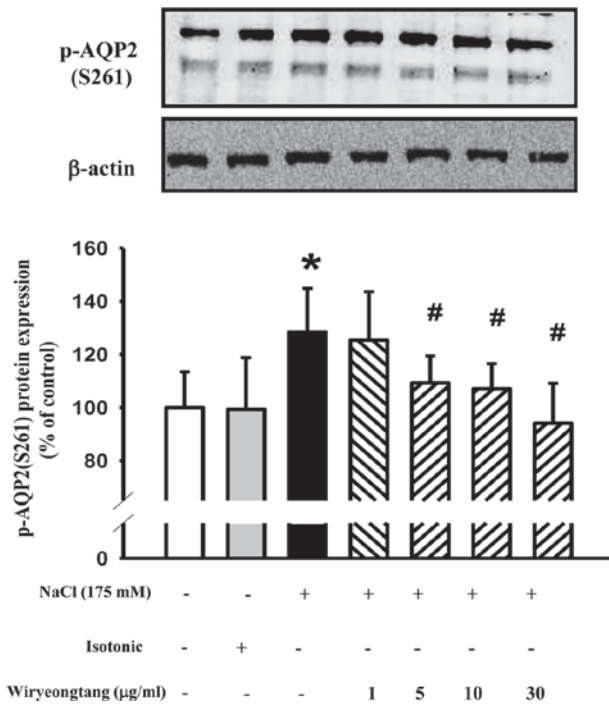 p-AQP2
(S261)
β-actin
p-AQP2(S261) protein expression
(% of control)
160
140
120
100
80
0
*
#
#
#
NaCl (175 mM) - - + + + + +
Isotonic - + - - - - -
Wiryeongtang (µg/ml) - - - 1 5 10 30